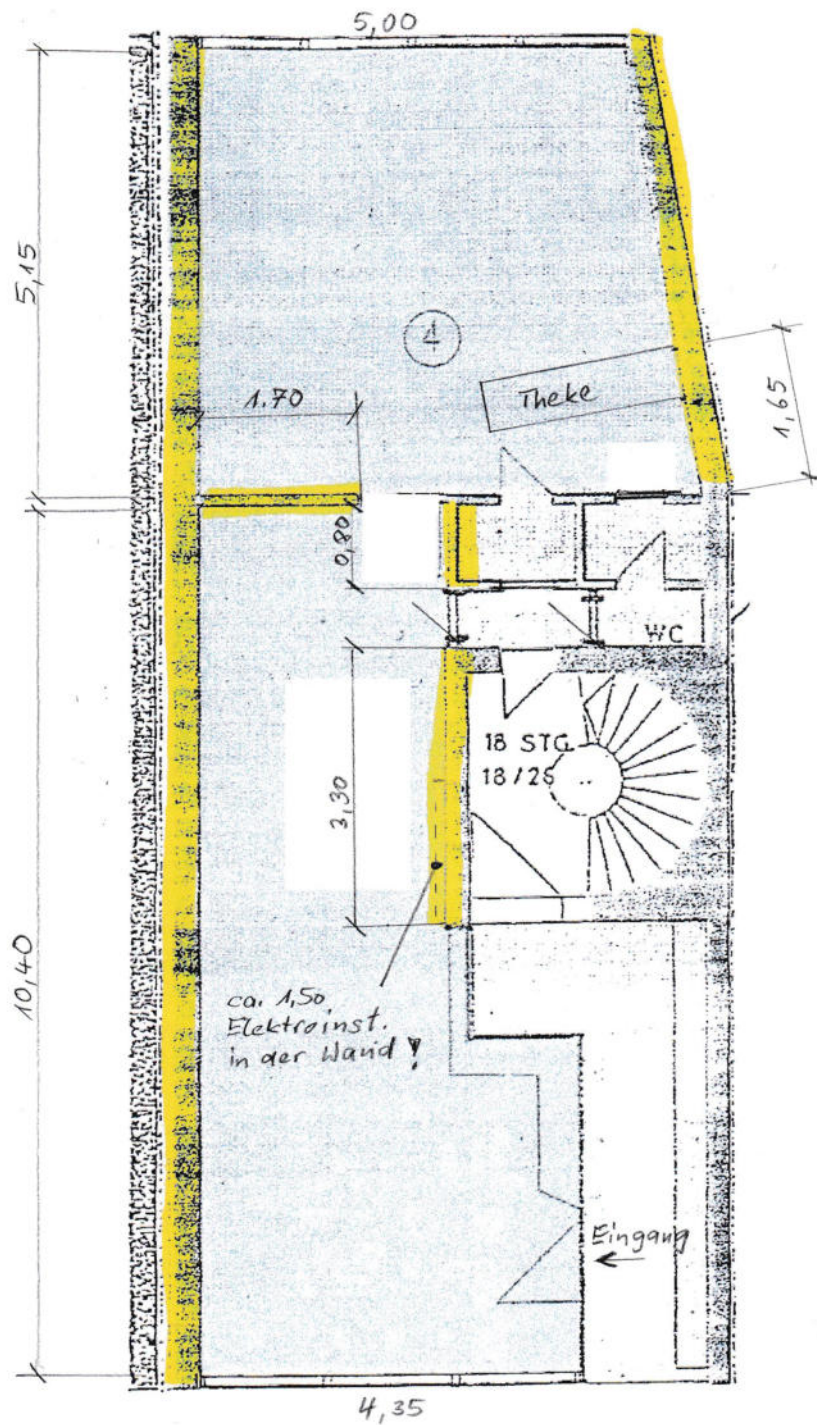 5,00
5,15
4
1.70
Theke
1,65
0,80
WC
18 STG.
18/28
3,30
10,40
ca. 1,50
Elektroinst.
in der Wand !
Eingang
4,35